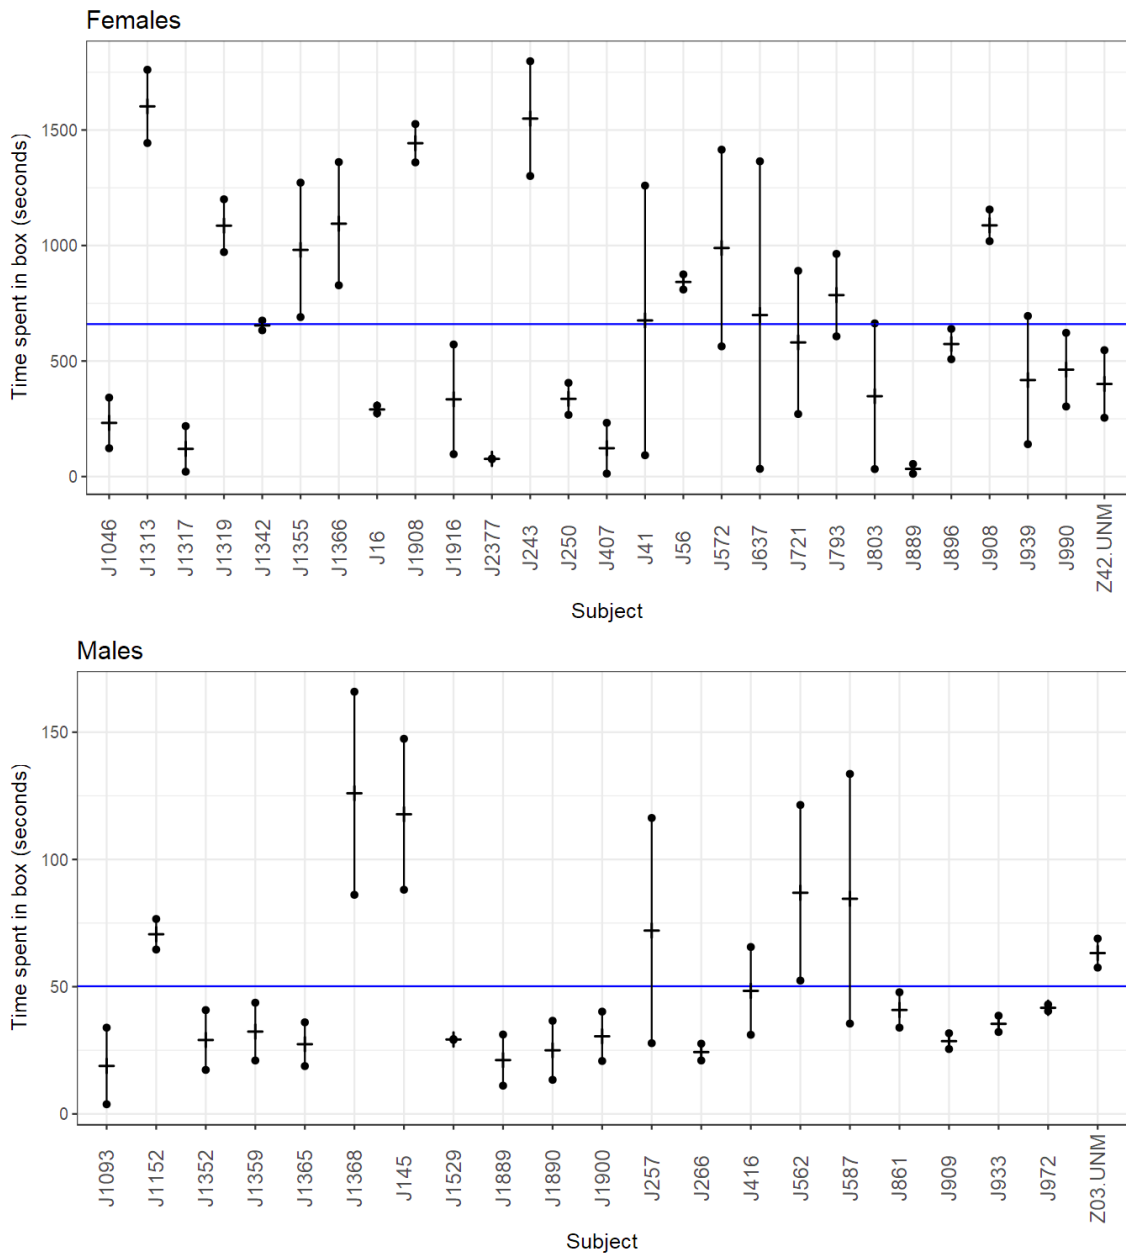 Females
Time spent in box (seconds)
1500
1000
500
0
J1046 J1313 J1317 J1319 J1342 J1355 J1366 J16 J1908 J1916 J2377 J243 J250 J407 J41 J56 J572 J637 J721 J793 J803 J889 J896 J908 J939 J990 Z42.UNM
Subject
Males
Time spent in box (seconds)
150
100
50
0
J1093 J1152 J1352 J1359 J1365 J1368 J145 J1529 J1889 J1890 J1900 J257 J266 J416 J562 J587 J861 J909 J933 J972 Z03.UNM
Subject